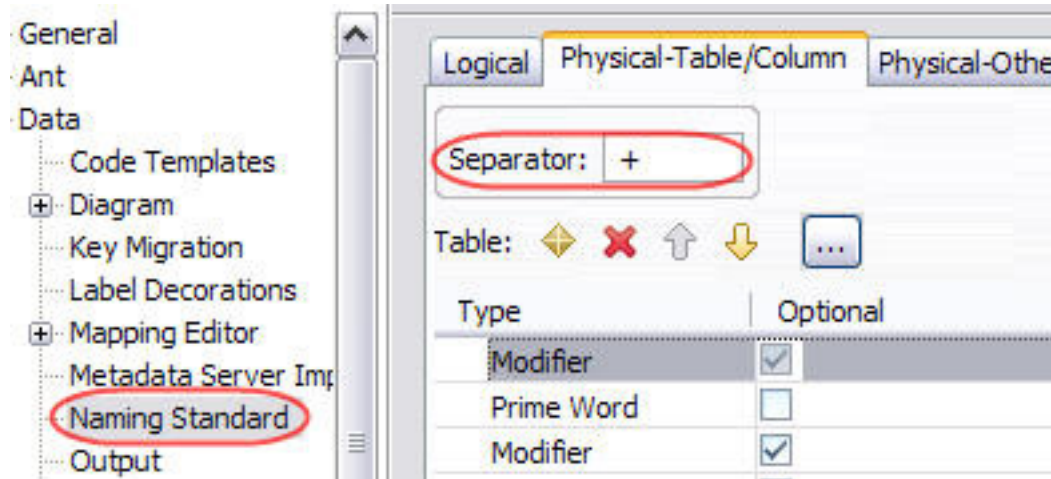 General
Ant
Data
Code Templates
Diagram
Key Migration
Label Decorations
Mapping Editor
Metadata Server Imp
Naming Standard
Output
Logical Physical-Table/Column Physical-Othe
Separator: +
Table: ...
Type Optional
Modifier
Prime Word
Modifier